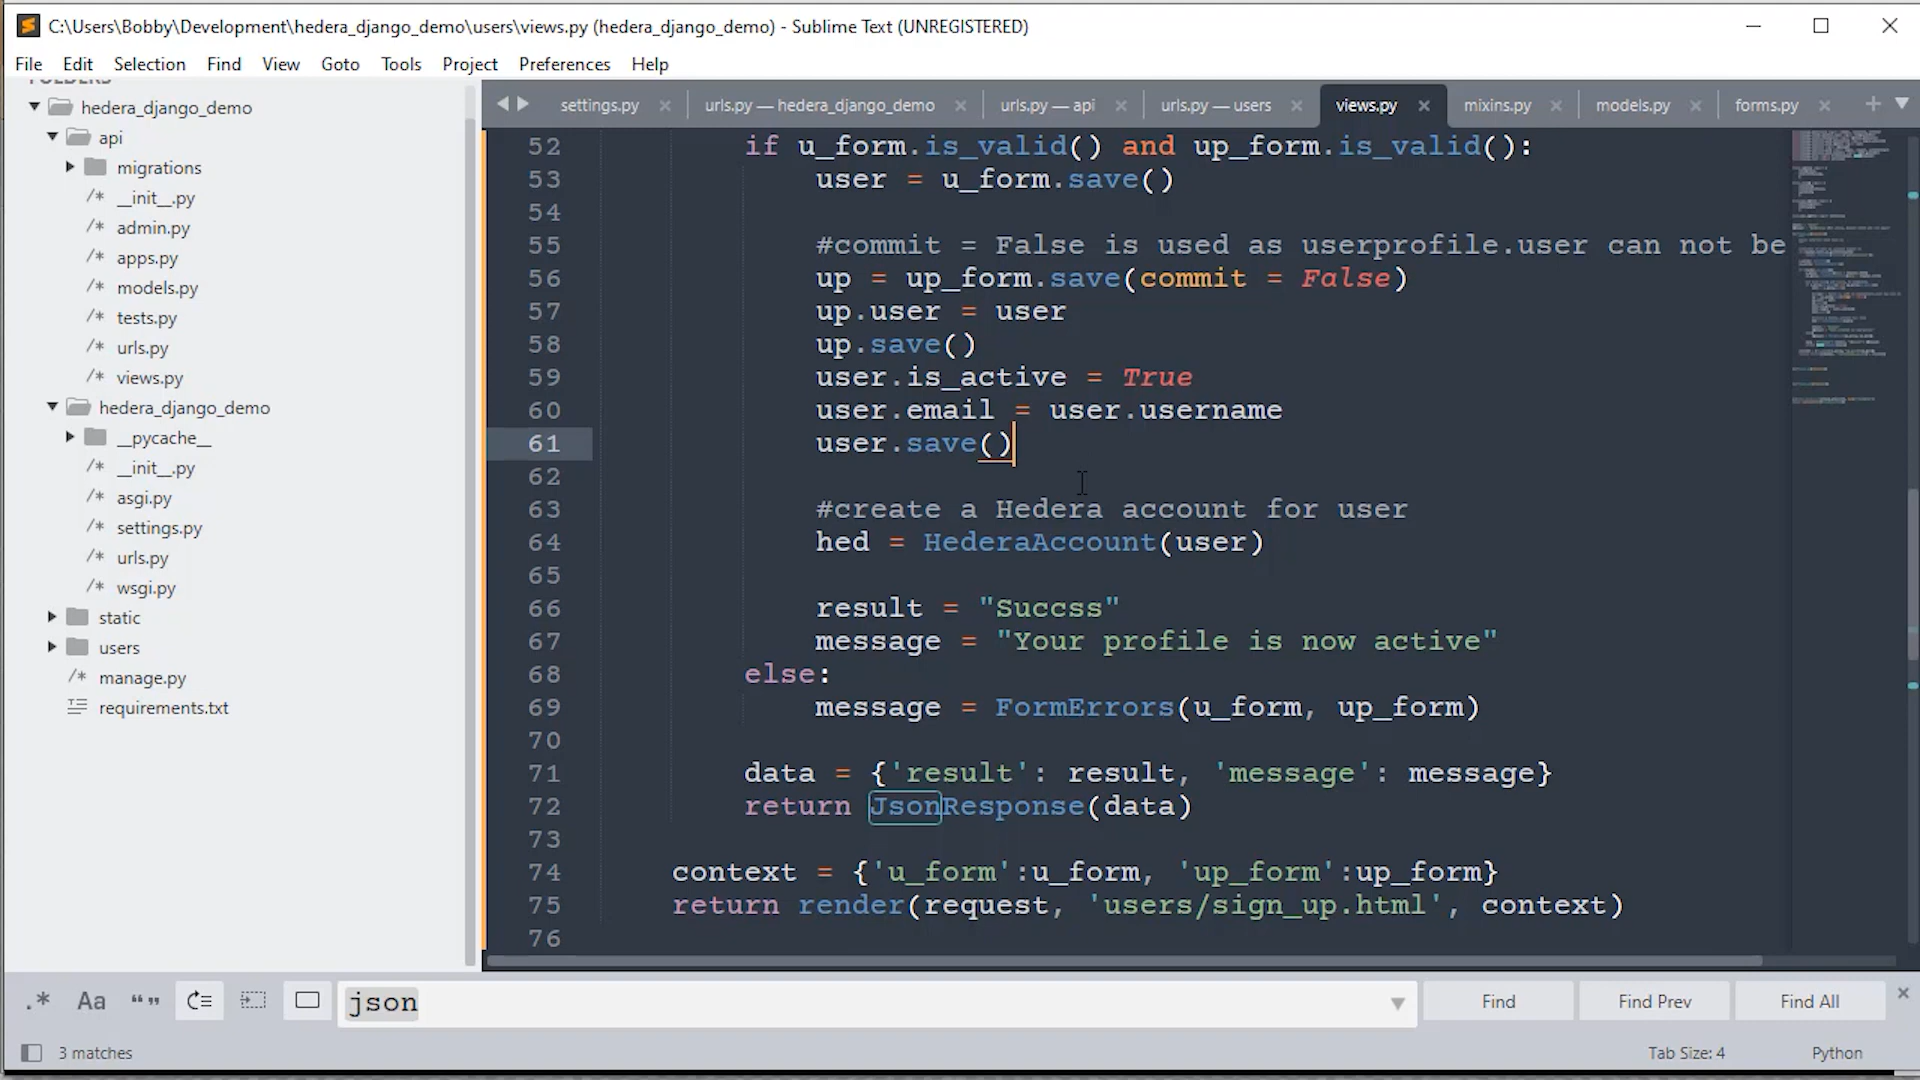 C:\Users\Bobby\Development\hedera_django_demo\users\views.py (hedera_django_demo) - Sublime Text (UNREGISTERED)
File Edit Selection Find View Goto Tools Project Preferences Help
FOLDERS
hedera_django_demo
api
migrations
/* __init__.py
/* admin.py
/* apps.py
/* models.py
/* tests.py
/* urls.py
/* views.py
hedera_django_demo
__pycache__
/* __init__.py
/* asgi.py
/* settings.py
/* urls.py
/* wsgi.py
static
users
/* manage.py
requirements.txt
settings.py × urls.py — hedera_django_demo × urls.py — api × urls.py — users × views.py × mixins.py × models.py × forms.py × +
52 if u_form.is_valid() and up_form.is_valid():
53 user = u_form.save()
54
55 #commit = False is used as userprofile.user can not be
56 up = up_form.save(commit = False)
57 up.user = user
58 up.save()
59 user.is_active = True
60 user.email = user.username
61 user.save()
62
63 #create a Hedera account for user
64 hed = HederaAccount(user)
65
66 result = "Succss"
67 message = "Your profile is now active"
68 else:
69 message = FormErrors(u_form, up_form)
70
71 data = {'result': result, 'message': message}
72 return JsonResponse(data)
73
74 context = {'u_form':u_form, 'up_form':up_form}
75 return render(request, 'users/sign_up.html', context)
76
.* Aa “” json Find Find Prev Find All ×
3 matches Tab Size: 4 Python